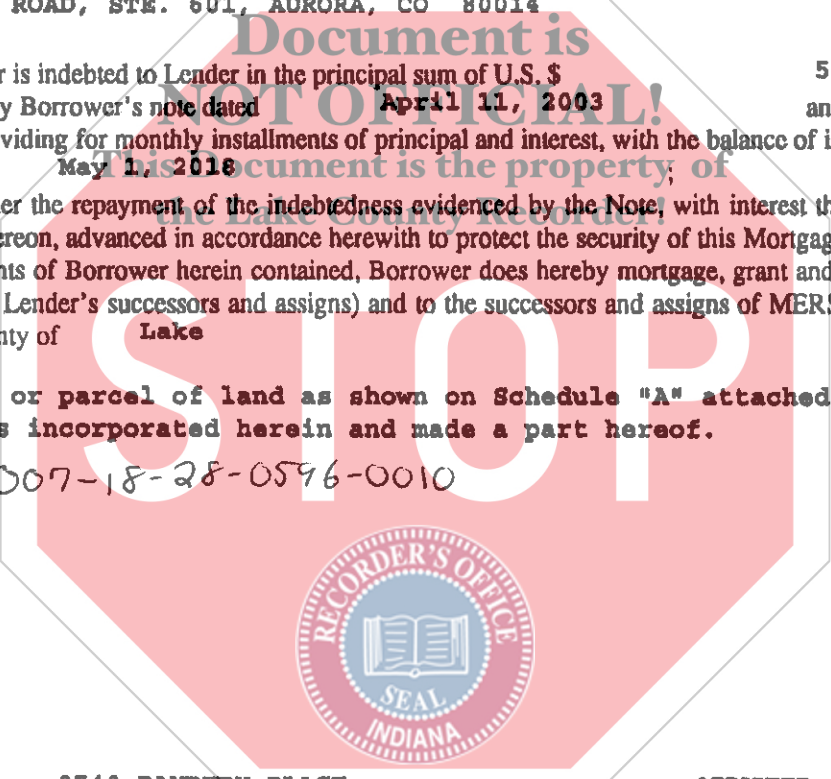 ROAD, STE. 601, AURORA, CO 80014
Document is
r is indebted to Lender in the principal sum of U.S. $ 5
NOT OFFICIAL!
y Borrower's note dated April 11, 2003 an
viding for monthly installments of principal and interest, with the balance of i
This Document is the property of
May 1, 2018 ;
the Lake County Recorder!
er the repayment of the indebtedness evidenced by the Note, with interest th
ereon, advanced in accordance herewith to protect the security of this Mortgag
nts of Borrower herein contained, Borrower does hereby mortgage, grant and
Lender's successors and assigns) and to the successors and assigns of MERS
nty of Lake
STOP
or parcel of land as shown on Schedule "A" attached
s incorporated herein and made a part hereof.
007-18-28-0596-0010
RECORDER'S OFFICE
SEAL
INDIANA